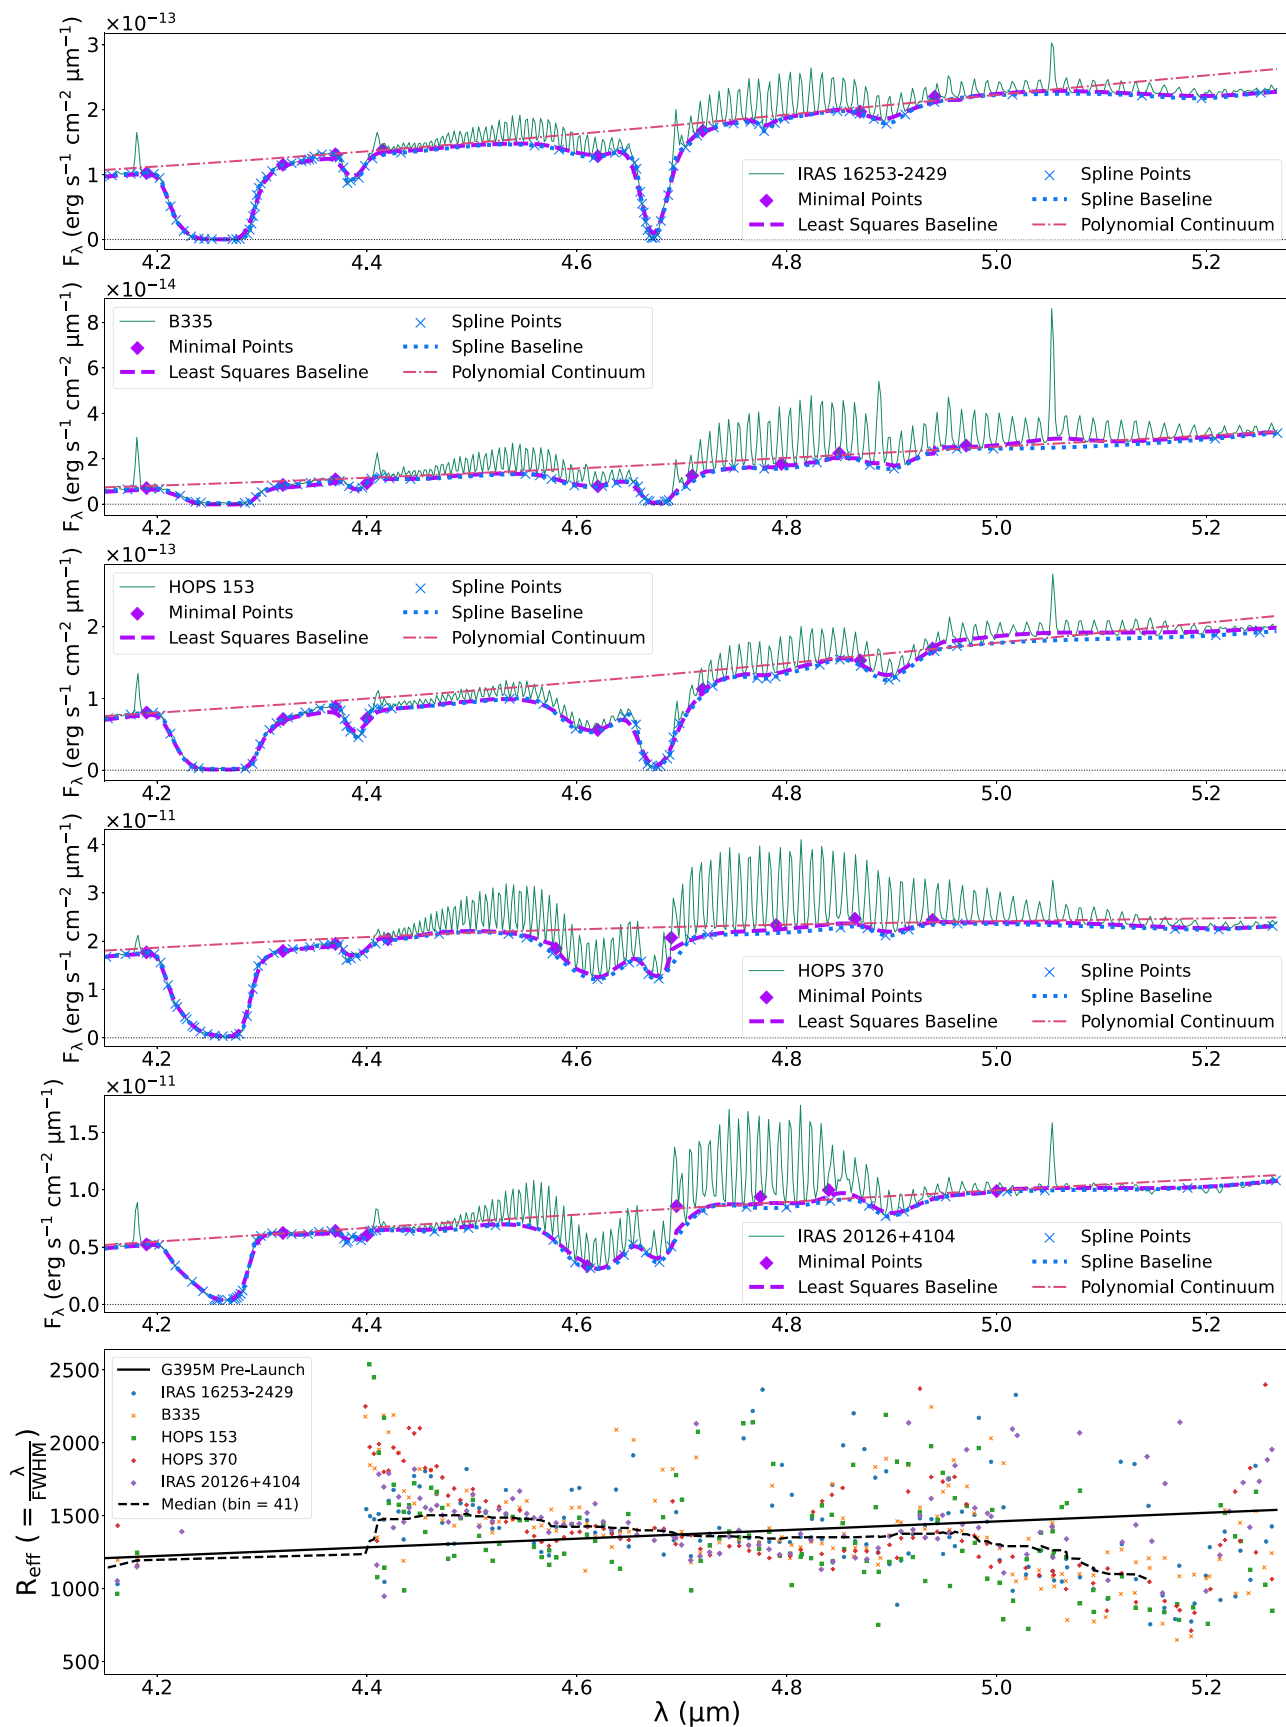 ×10⁻¹³
F_λ (erg s⁻¹ cm⁻² μm⁻¹)
3
2
1
0
IRAS 16253-2429
Minimal Points
Least Squares Baseline
Spline Points
Spline Baseline
Polynomial Continuum
4.2 4.4 4.6 4.8 5.0 5.2
×10⁻¹⁴
F_λ (erg s⁻¹ cm⁻² μm⁻¹)
8
6
4
2
0
B335
Minimal Points
Least Squares Baseline
Spline Points
Spline Baseline
Polynomial Continuum
4.2 4.4 4.6 4.8 5.0 5.2
×10⁻¹³
F_λ (erg s⁻¹ cm⁻² μm⁻¹)
2
1
0
HOPS 153
Minimal Points
Least Squares Baseline
Spline Points
Spline Baseline
Polynomial Continuum
4.2 4.4 4.6 4.8 5.0 5.2
×10⁻¹¹
F_λ (erg s⁻¹ cm⁻² μm⁻¹)
4
3
2
1
0
HOPS 370
Minimal Points
Least Squares Baseline
Spline Points
Spline Baseline
Polynomial Continuum
4.2 4.4 4.6 4.8 5.0 5.2
×10⁻¹¹
F_λ (erg s⁻¹ cm⁻² μm⁻¹)
1.5
1.0
0.5
0.0
IRAS 20126+4104
Minimal Points
Least Squares Baseline
Spline Points
Spline Baseline
Polynomial Continuum
4.2 4.4 4.6 4.8 5.0 5.2
R_eff ( = λ/FWHM )
2500
2000
1500
1000
500
G395M Pre-Launch
IRAS 16253-2429
B335
HOPS 153
HOPS 370
IRAS 20126+4104
Median (bin = 41)
4.2 4.4 4.6 4.8 5.0 5.2
λ (μm)